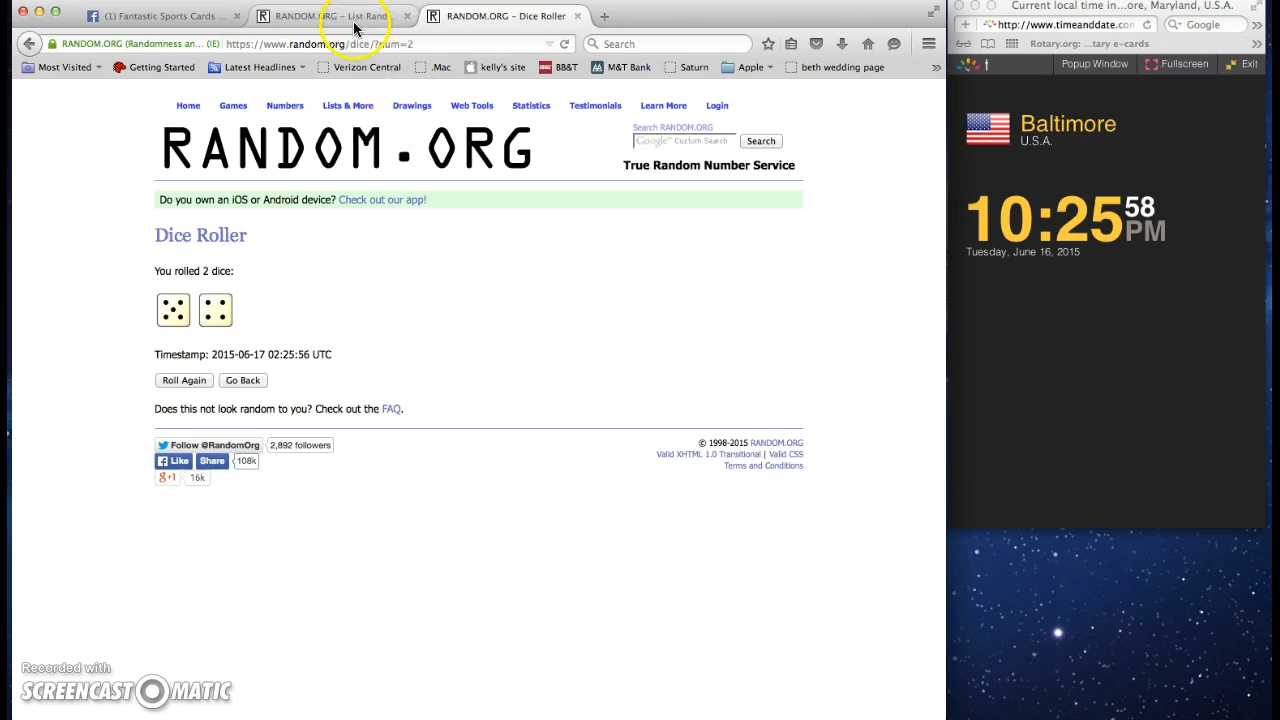 (1) Fantastic Sports Cards ...
RANDOM.ORG – List Rand
RANDOM.ORG – Dice Roller
RANDOM.ORG (Randomness an... (IE)
https://www.random.org/dice/?num=2
Search
Most Visited
Getting Started
Latest Headlines
Verizon Central
.Mac
kelly's site
BB&T
M&T Bank
Saturn
Apple
beth wedding page
Home
Games
Numbers
Lists & More
Drawings
Web Tools
Statistics
Testimonials
Learn More
Login
RANDOM.ORG
Search RANDOM.ORG
Google™ Custom Search
Search
True Random Number Service
Do you own an iOS or Android device? Check out our app!
Dice Roller
You rolled 2 dice:
Timestamp: 2015-06-17 02:25:56 UTC
Roll Again
Go Back
Does this not look random to you? Check out the FAQ.
Follow @RandomOrg
2,892 followers
Like
Share
108k
g+1
16k
© 1998-2015 RANDOM.ORG
Valid XHTML 1.0 Transitional | Valid CSS
Terms and Conditions
Recorded with
SCREENCAST-O-MATIC
Current local time in...ore, Maryland, U.S.A.
http://www.timeanddate.con
Google
Rotary.org: ...tary e-cards
Popup Window
Fullscreen
Exit
Baltimore
U.S.A.
10:25 58 PM
Tuesday, June 16, 2015